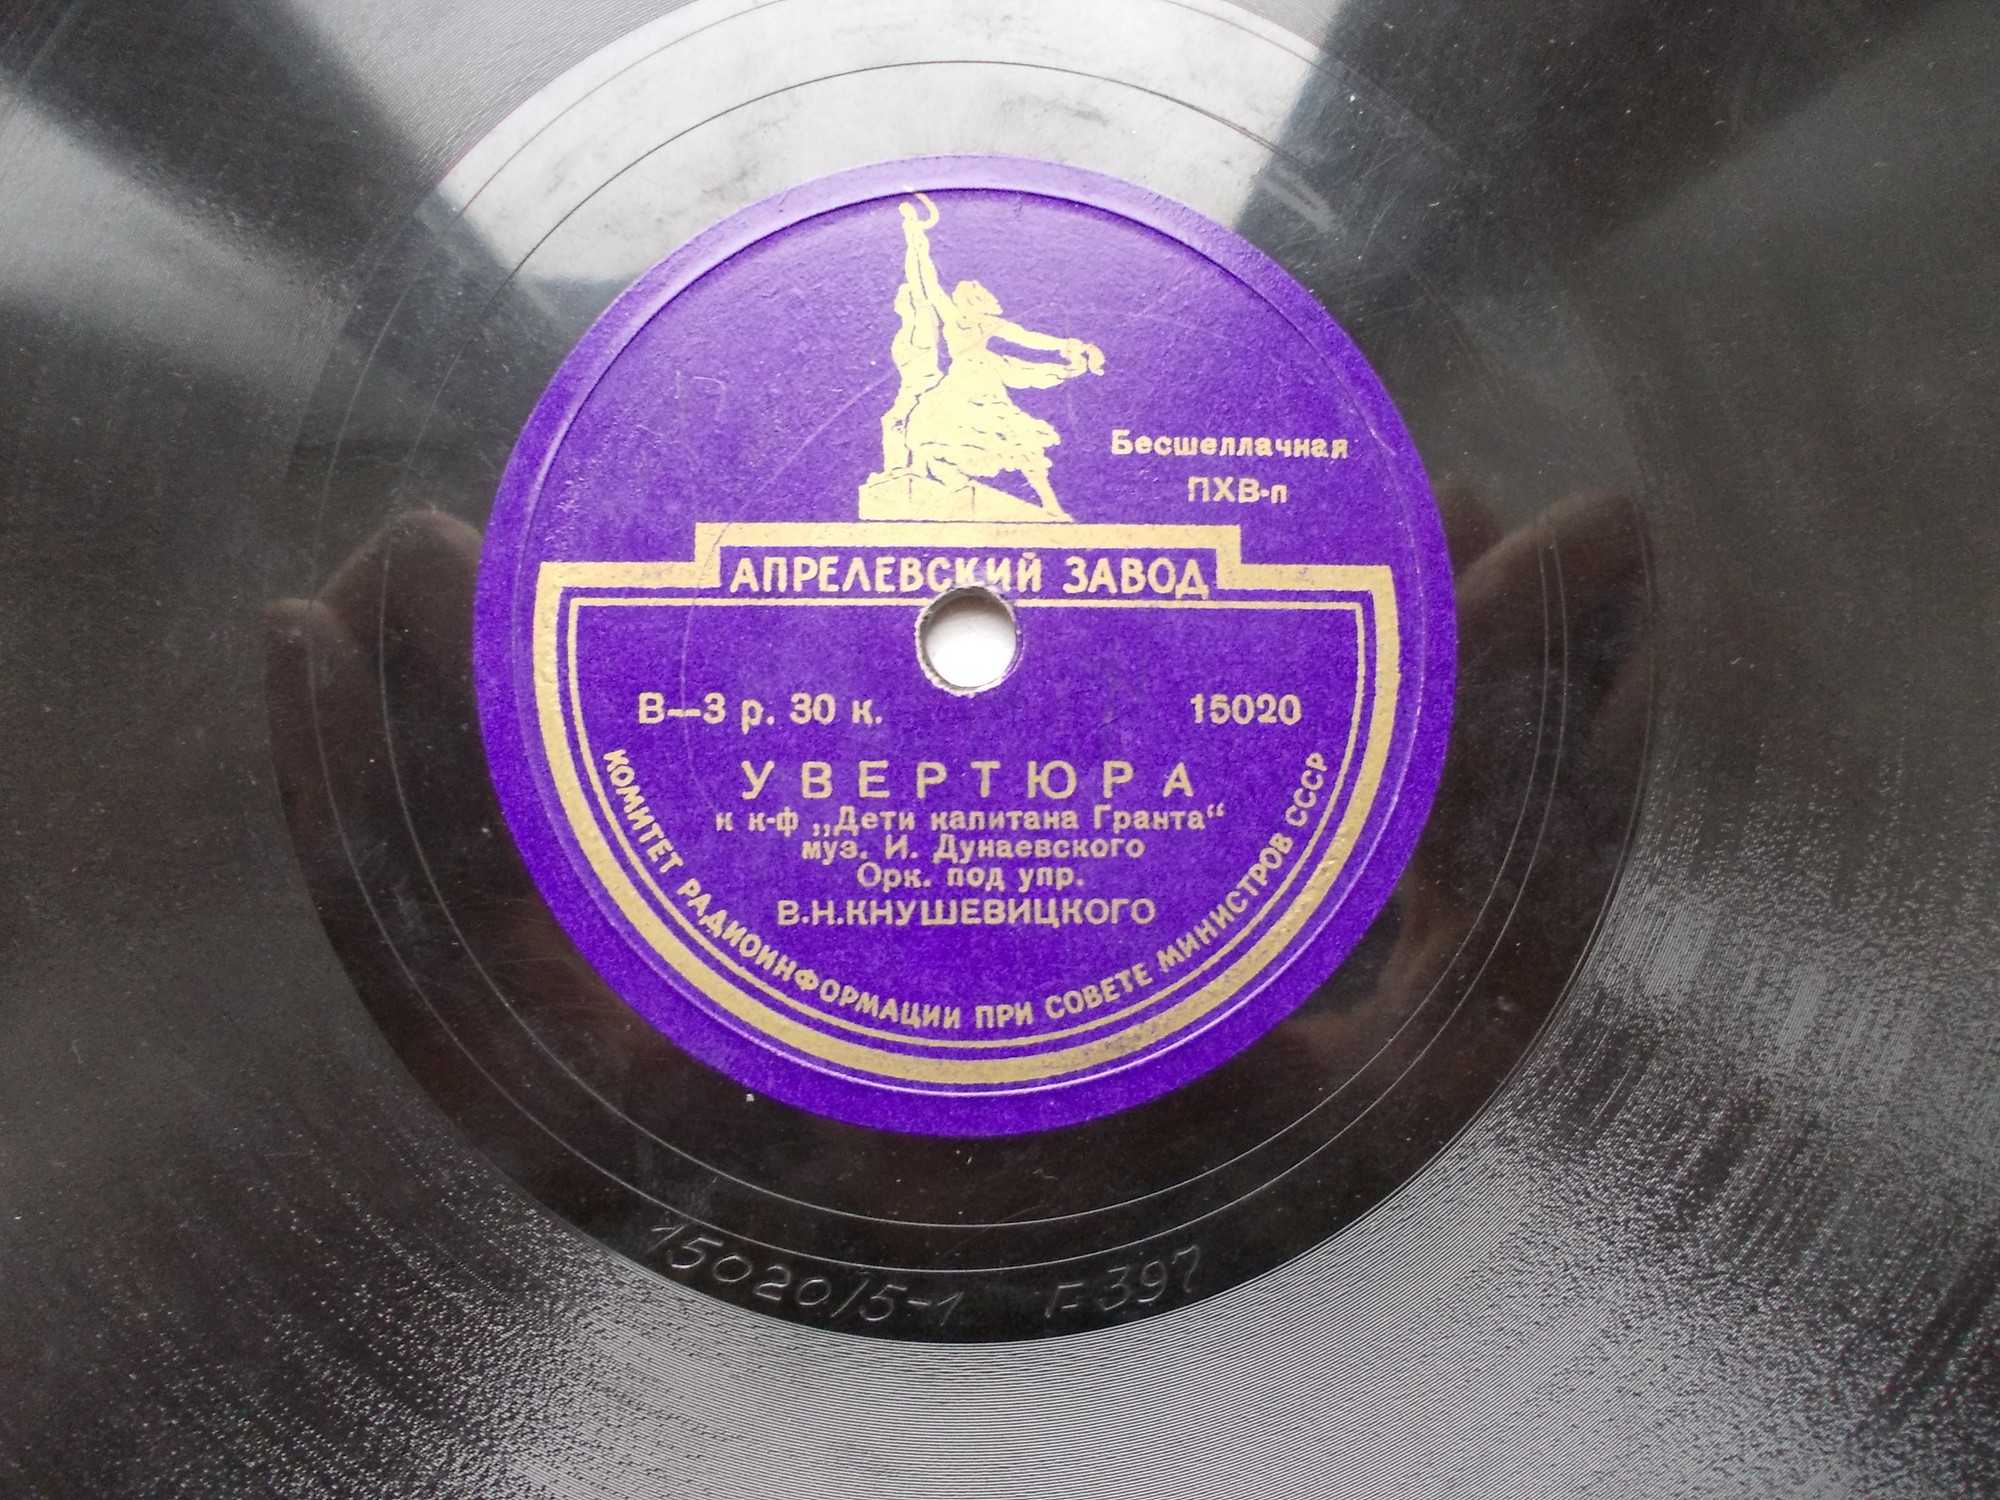 Бесшеллачная
ПХВ-п
АПРЕЛЕВСКИЙ ЗАВОД
В—3 р. 30 к.
15020
УВЕРТЮРА
к к-ф „Дети капитана Гранта“
муз. И. Дунаевского
Орк. под упр.
В.Н.КНУШЕВИЦКОГО
КОМИТЕТ РАДИОИНФОРМАЦИИ ПРИ СОВЕТЕ МИНИСТРОВ СССР
15020/5-1 Г-397